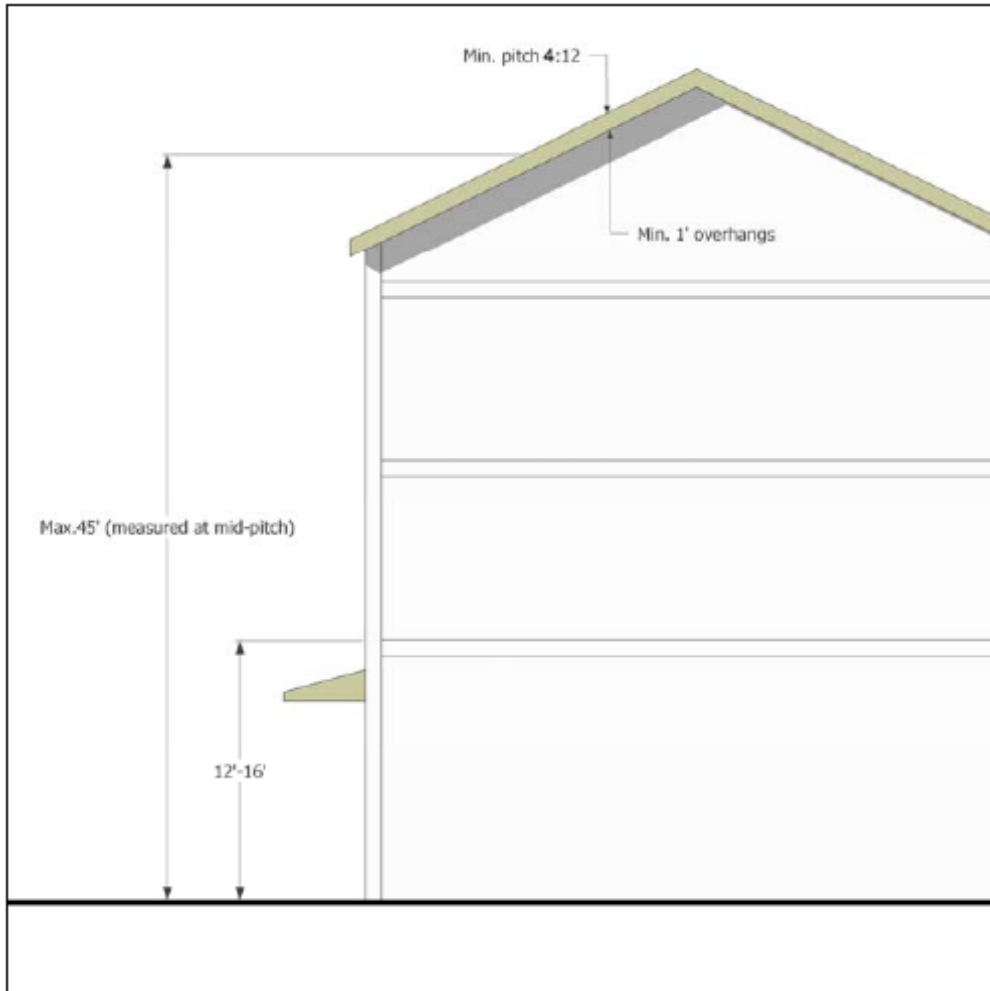 Min. pitch 4:12
Min. 1' overhangs
Max.45' (measured at mid-pitch)
12'-16'